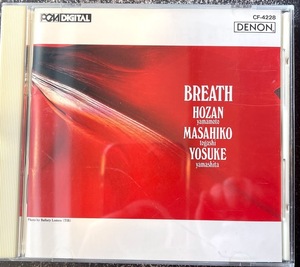 PCM DIGITAL
CF-4228
DENON
BREATH
HOZAN
yamamoto
MASAHIKO
togashi
YOSUKE
yamashita